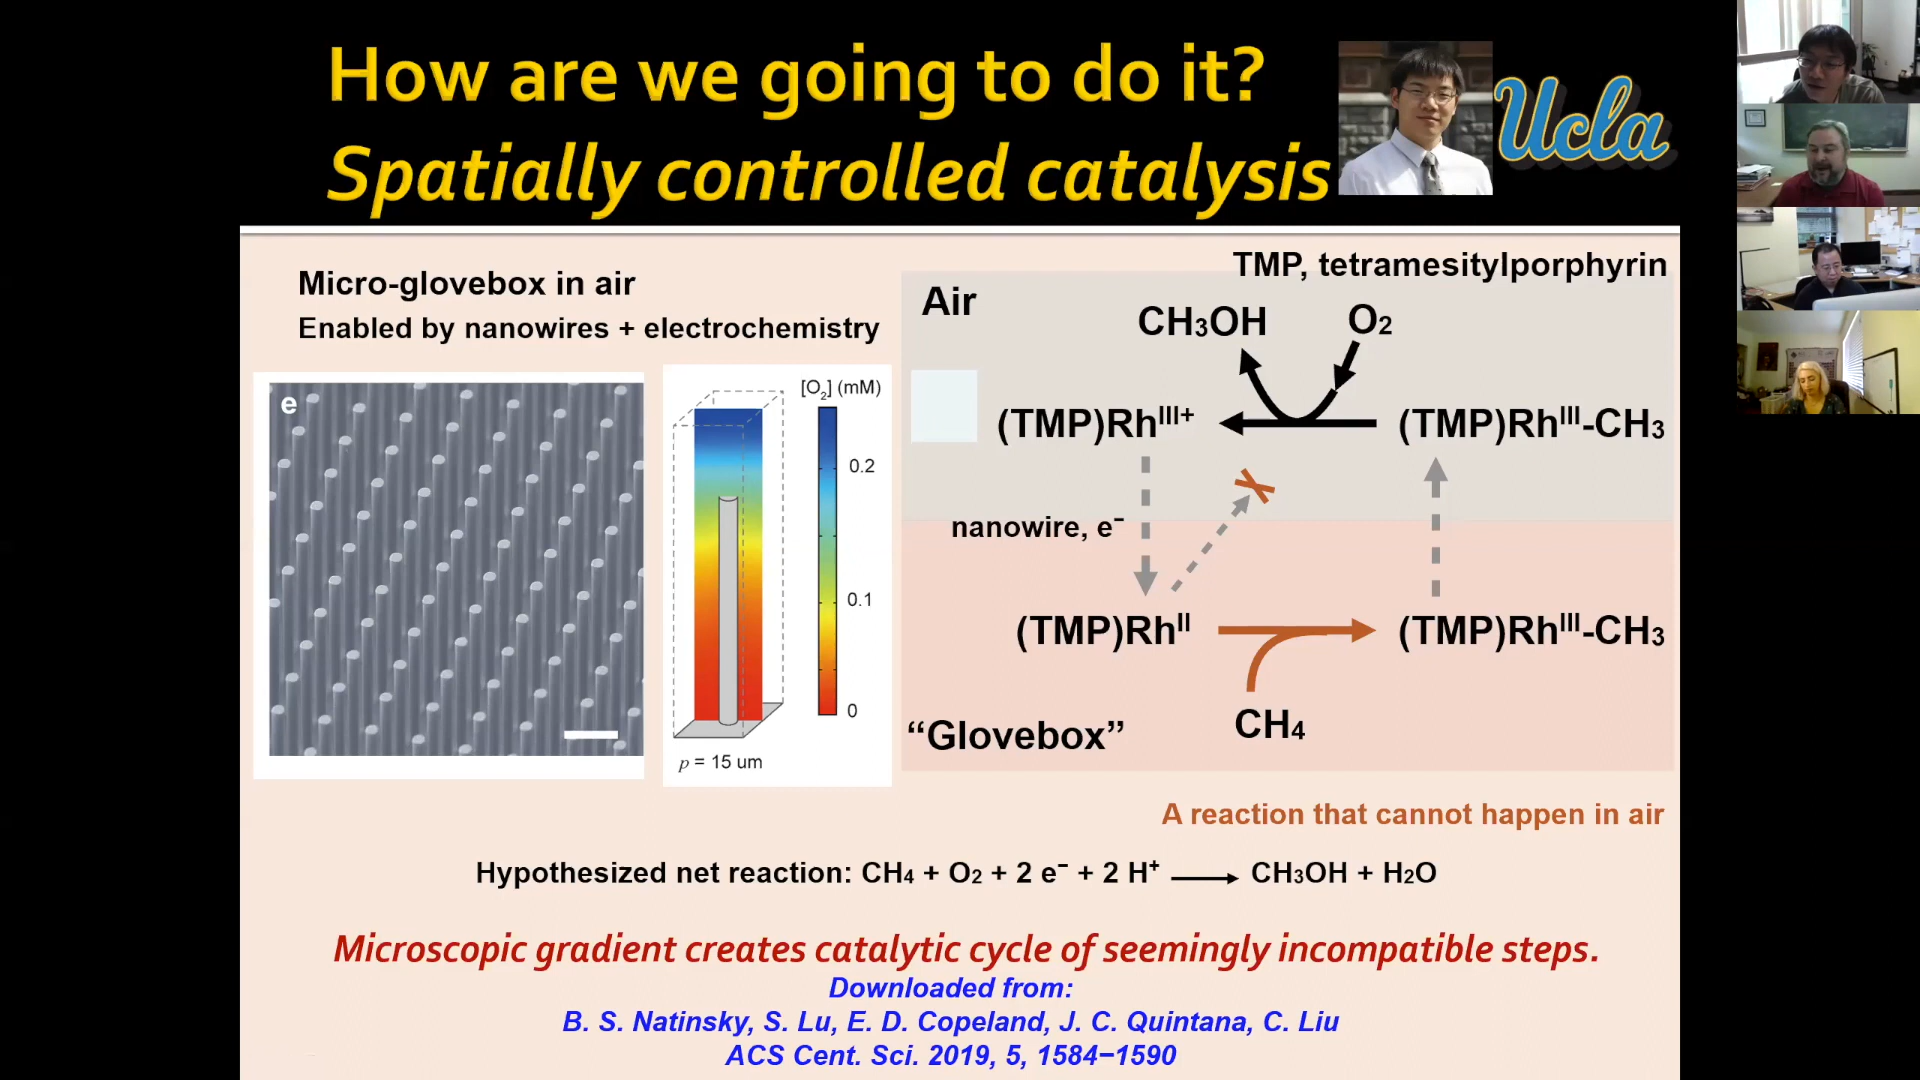 How are we going to do it?
Spatially controlled catalysis
Ucla
Micro-glovebox in air
Enabled by nanowires + electrochemistry
e
[O2] (mM)
0.2
0.1
0
p = 15 um
TMP, tetramesitylporphyrin
Air
CH3OH
O2
(TMP)Rhᴵᴵᴵ⁺
(TMP)Rhᴵᴵᴵ-CH3
nanowire, e⁻
(TMP)Rhᴵᴵ
(TMP)Rhᴵᴵᴵ-CH3
“Glovebox”
CH4
A reaction that cannot happen in air
Hypothesized net reaction: CH4 + O2 + 2 e⁻ + 2 H⁺ ⟶ CH3OH + H2O
Microscopic gradient creates catalytic cycle of seemingly incompatible steps.
Downloaded from:
B. S. Natinsky, S. Lu, E. D. Copeland, J. C. Quintana, C. Liu
ACS Cent. Sci. 2019, 5, 1584−1590